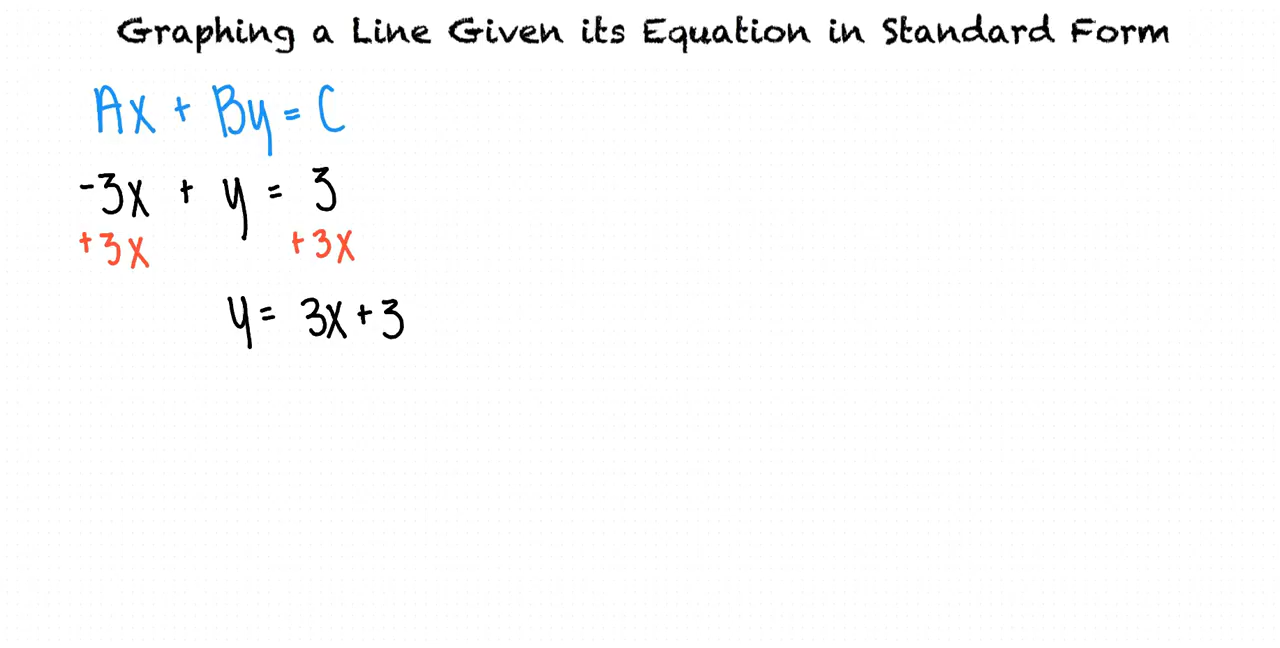 Graphing a Line Given its Equation in Standard Form
Ax + By = C
-3x + y = 3
+3x +3x
y = 3x + 3